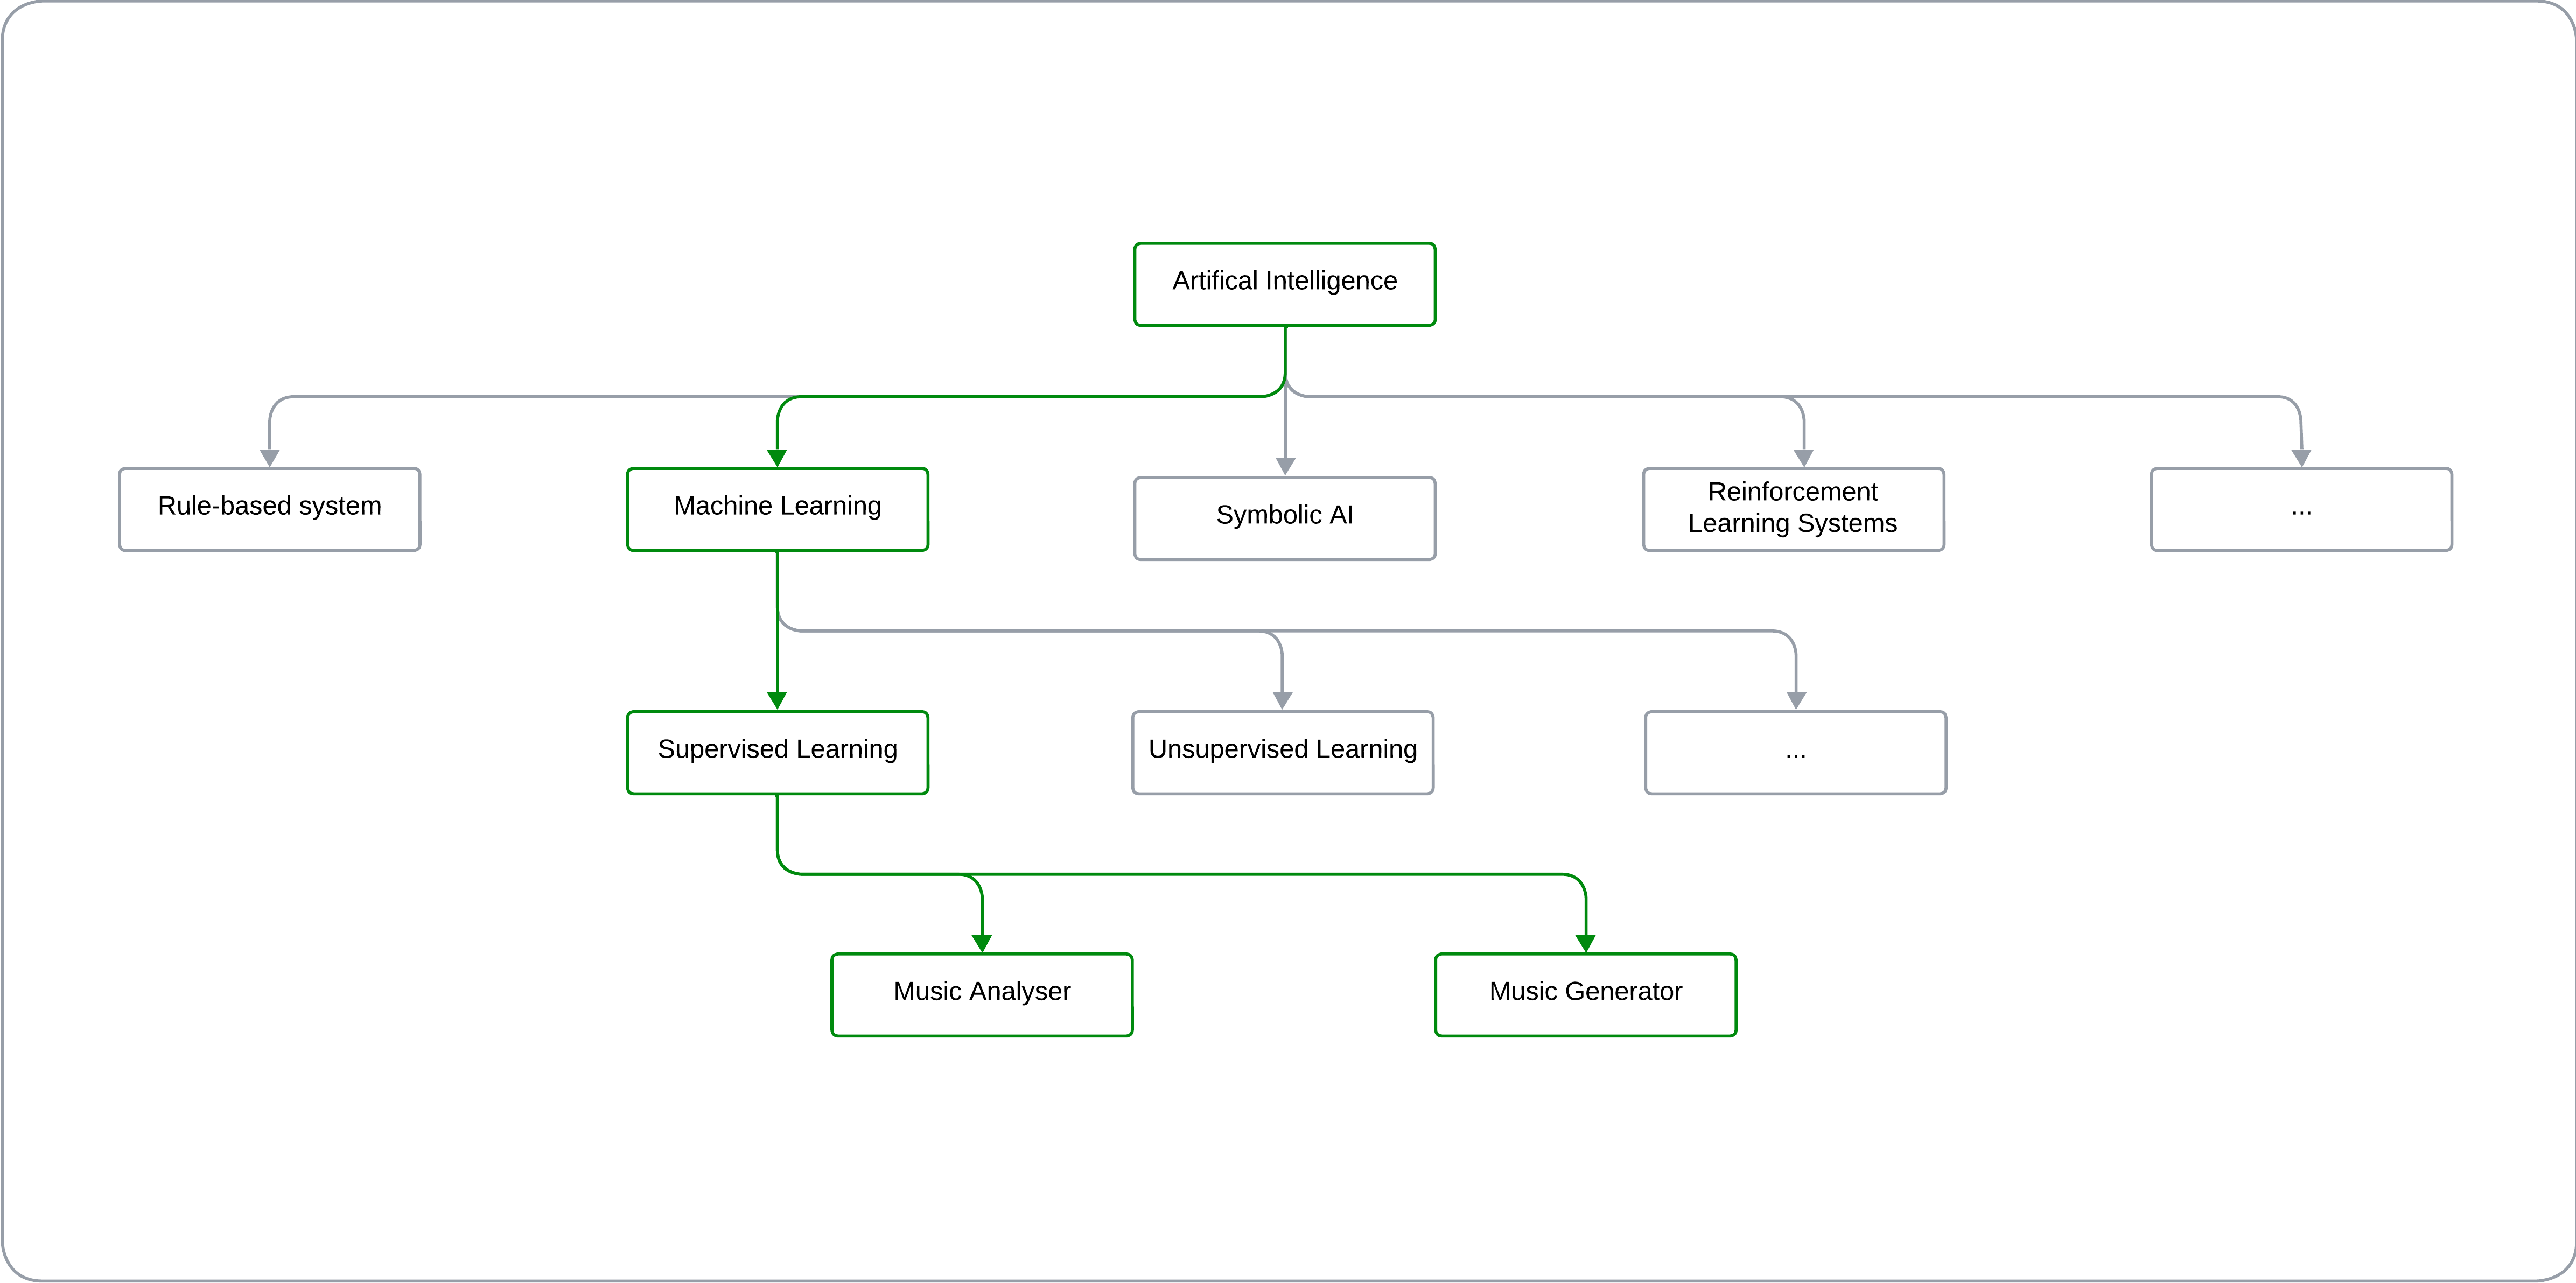 Artifical Intelligence
Rule-based system
Machine Learning
Symbolic AI
Reinforcement
Learning Systems
...
Supervised Learning
Unsupervised Learning
...
Music Analyser
Music Generator